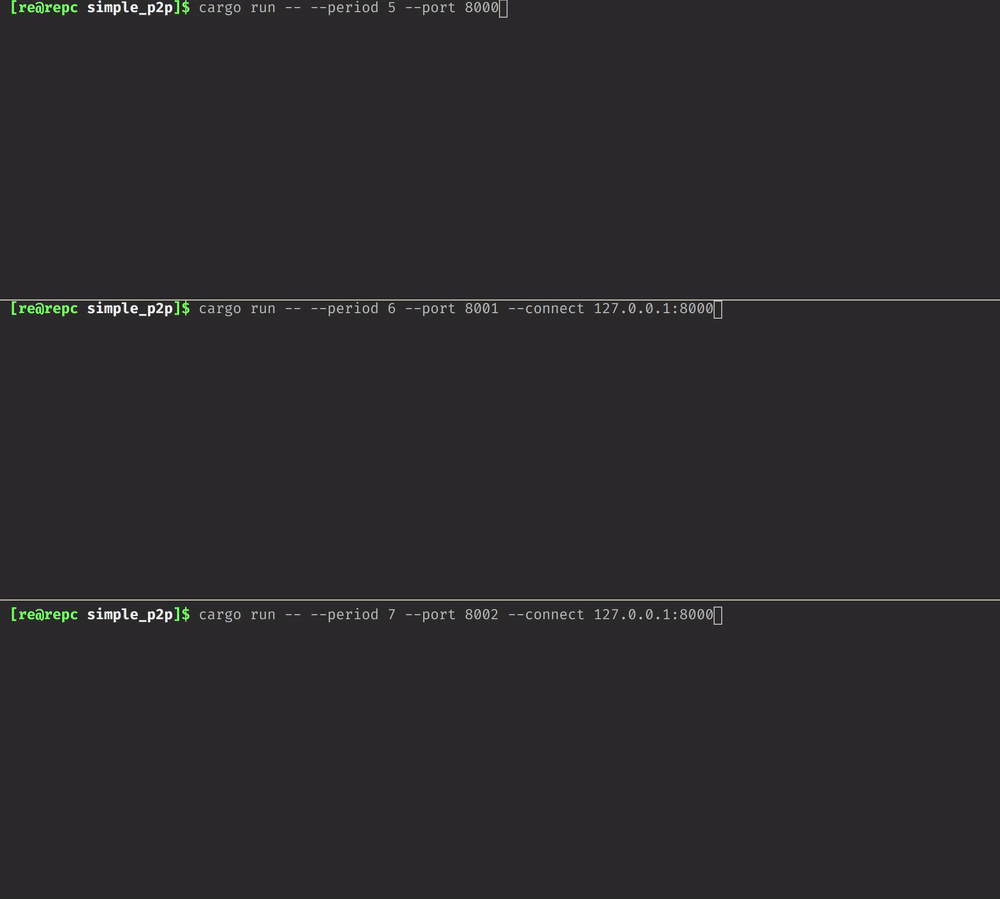 [re@repc simple_p2p]$ cargo run -- --period 5 --port 8000
[re@repc simple_p2p]$ cargo run -- --period 6 --port 8001 --connect 127.0.0.1:8000
[re@repc simple_p2p]$ cargo run -- --period 7 --port 8002 --connect 127.0.0.1:8000